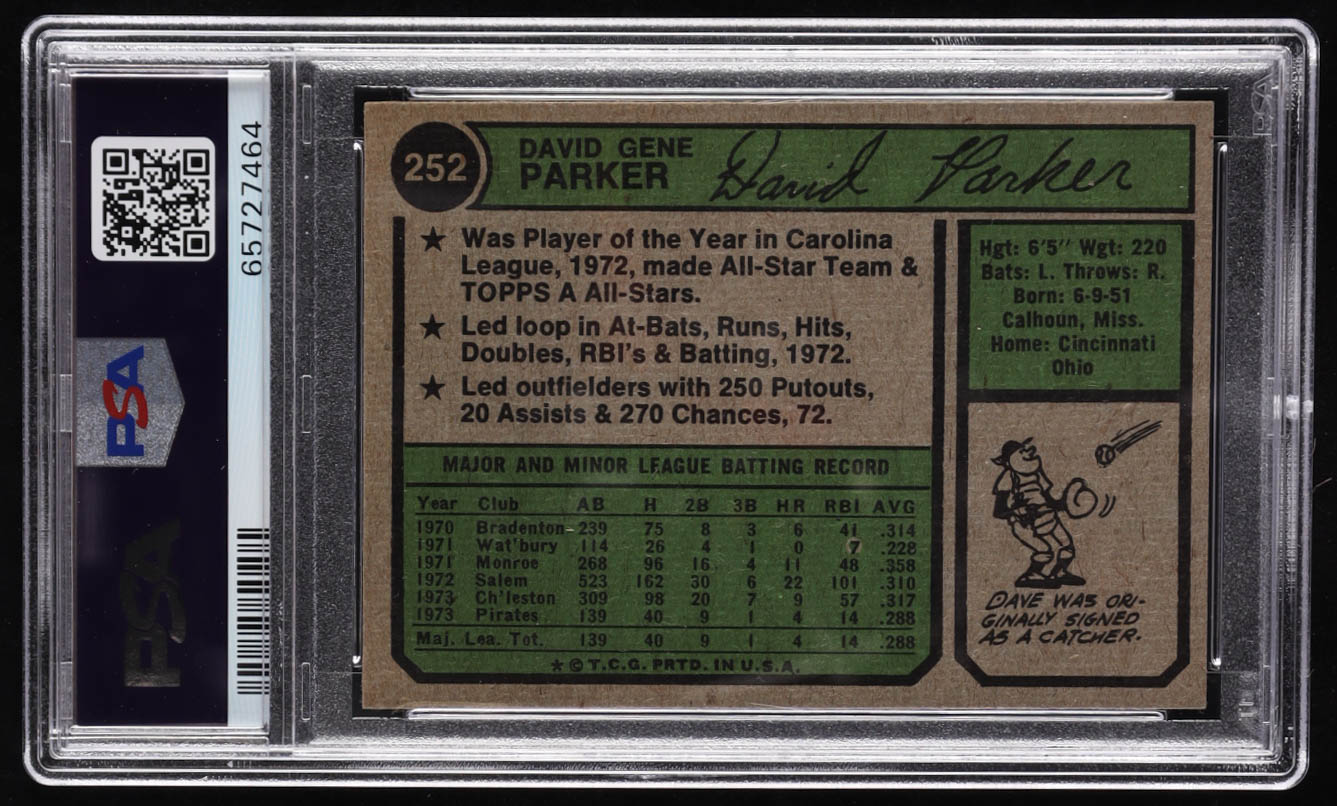 PSA
65727464
PSA
252
DAVID GENE
PARKER
David Parker
★ Was Player of the Year in Carolina
League, 1972, made All-Star Team &
TOPPS A All-Stars.
★ Led loop in At-Bats, Runs, Hits,
Doubles, RBI's & Batting, 1972.
★ Led outfielders with 250 Putouts,
20 Assists & 270 Chances, 72.
MAJOR AND MINOR LEAGUE BATTING RECORD
Year Club AB H 2B 3B HR RBI AVG
1970 Bradenton 239 75 8 3 6 41 .314
1971 Wat'bury 114 26 4 1 0 7 .228
1971 Monroe 268 96 16 4 11 48 .358
1972 Salem 523 162 30 6 22 101 .310
1973 Ch'leston 309 98 20 7 9 57 .317
1973 Pirates 139 40 9 1 4 14 .288
Maj. Lea. Tot. 139 40 9 1 4 14 .288
★ © T.C.G. PRTD. IN U.S.A.
Hgt: 6'5" Wgt: 220
Bats: L. Throws: R.
Born: 6-9-51
Calhoun, Miss.
Home: Cincinnati
Ohio
DAVE WAS ORI-
GINALLY SIGNED
AS A CATCHER.
PSA